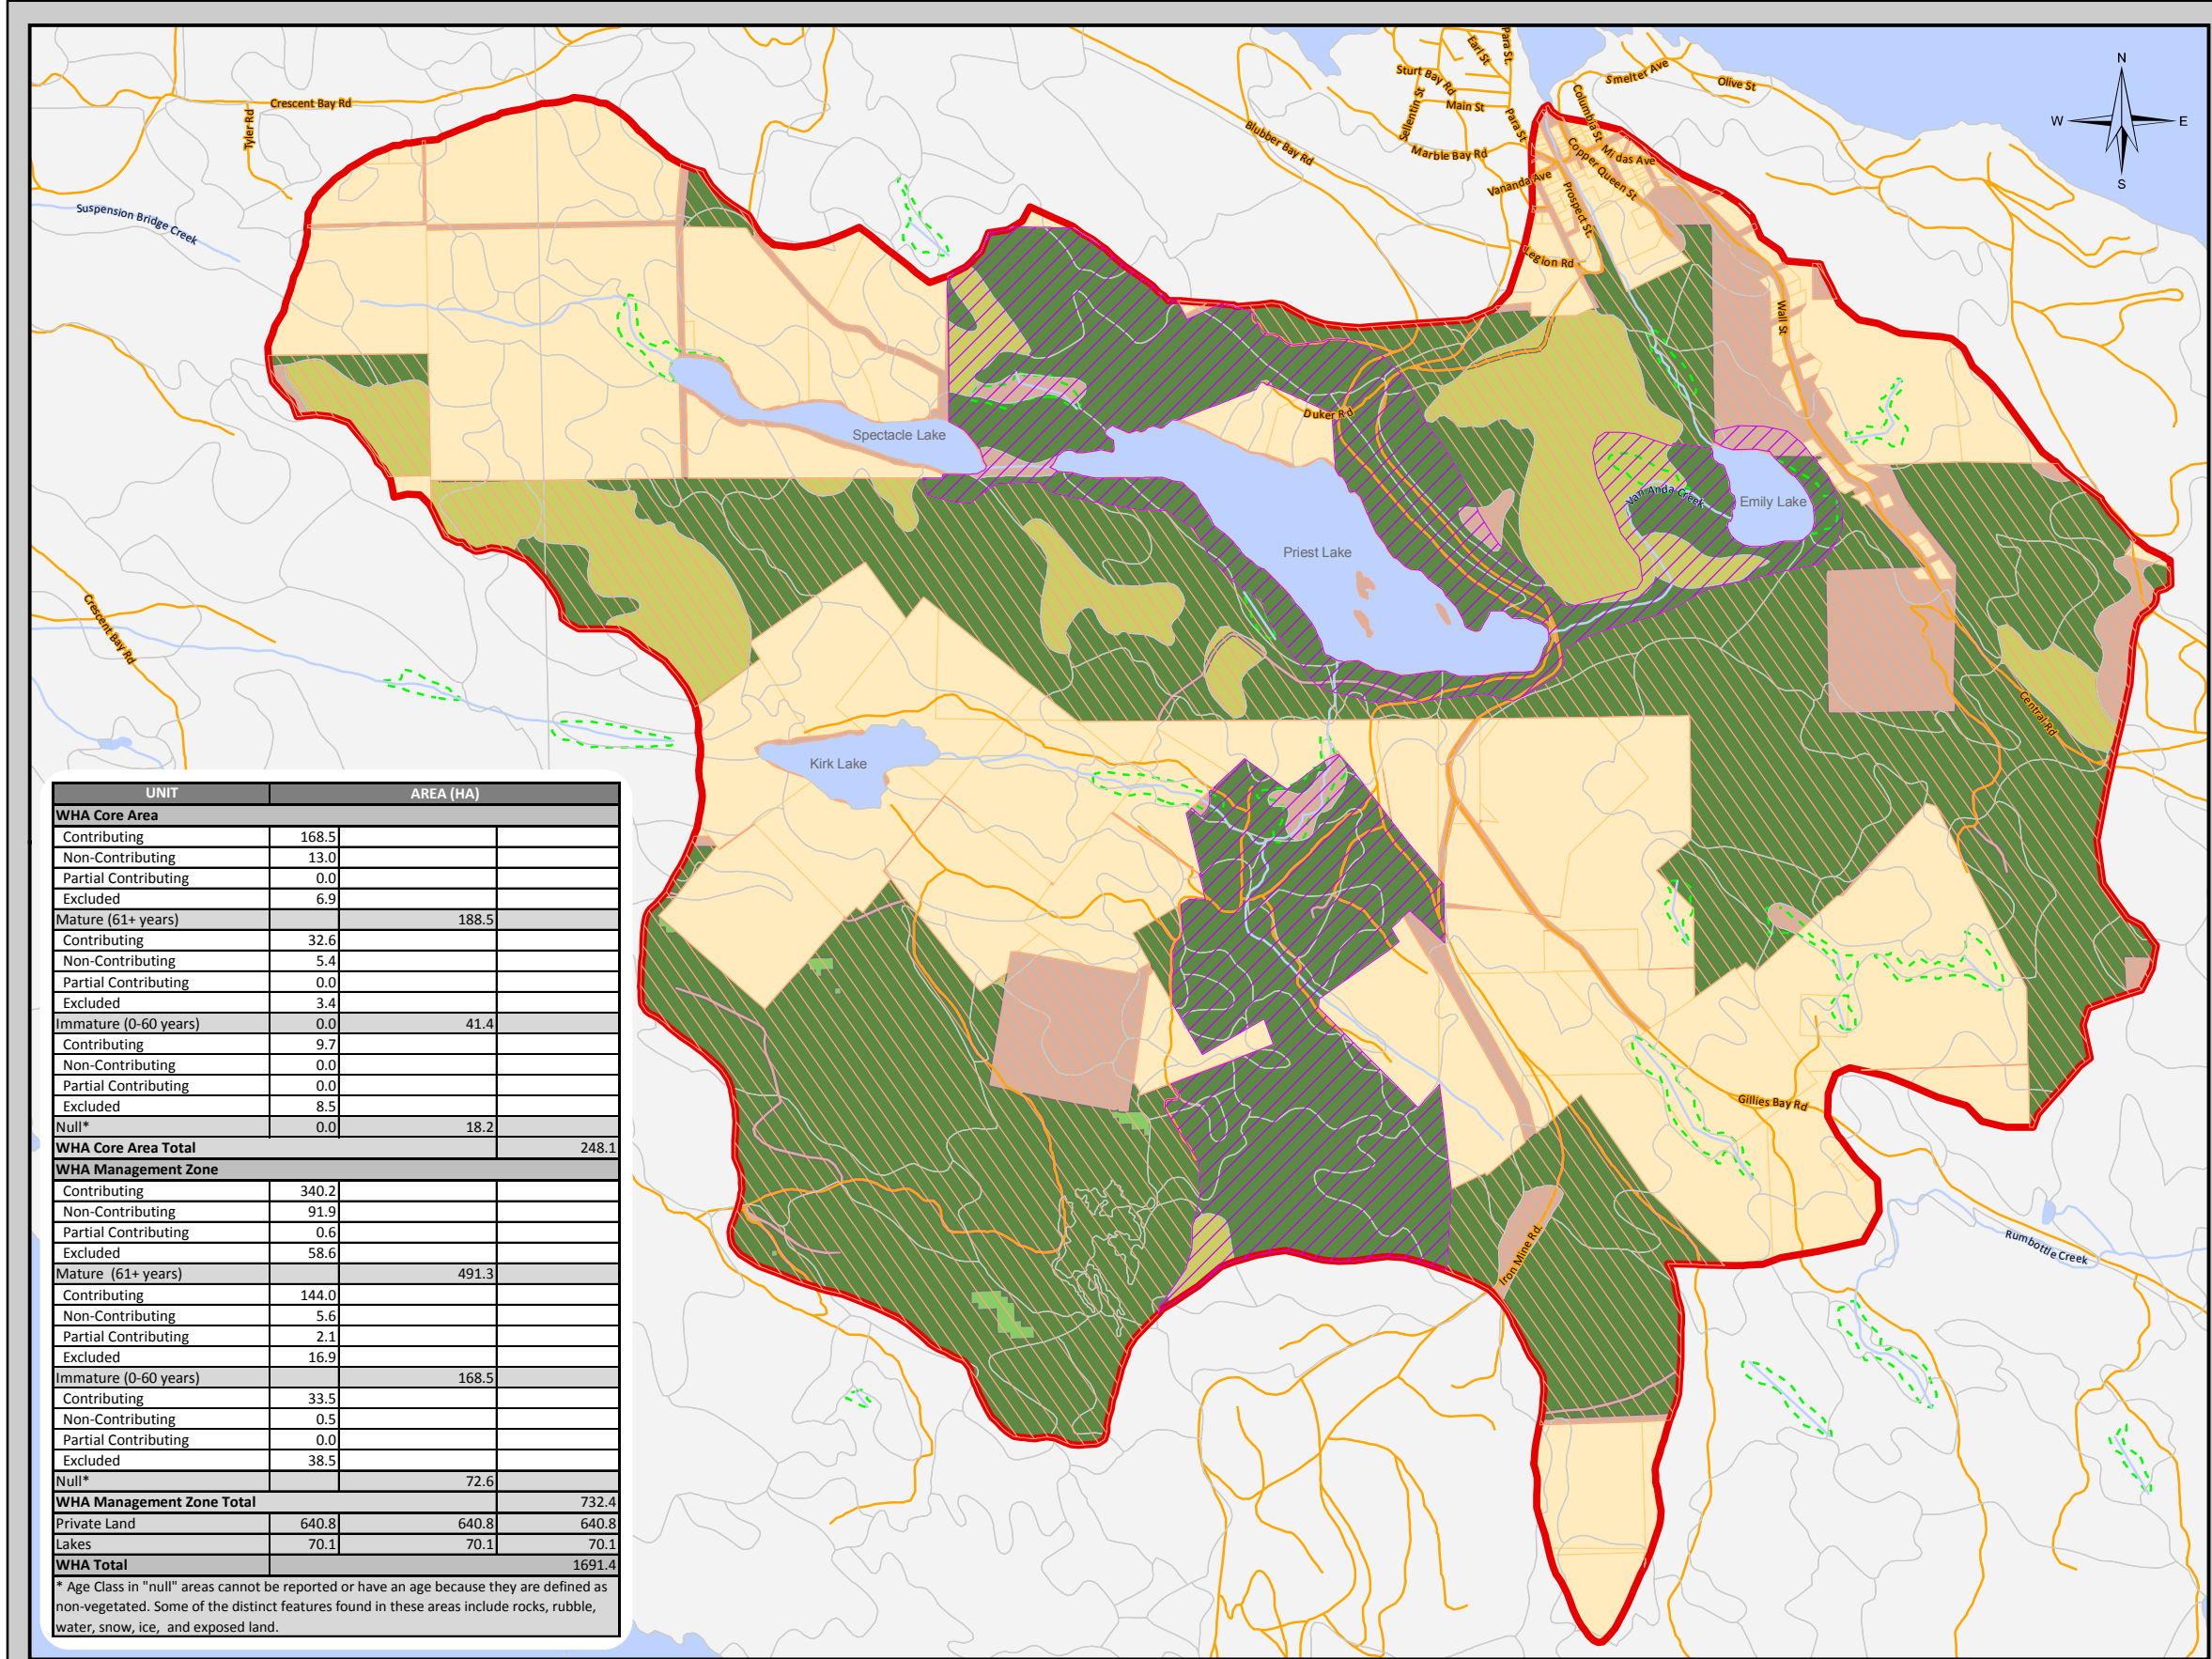 Para St.
Earl St
Sturt Bay Rd
Sellentin St
Main St
Para St
Marble Bay Rd
Blubber Bay Rd
Vananda Ave
Smelter Ave
Olive St
Columbia St
Midas Ave
Copper Queen St
Prospect St.
Legion Rd
Wall St
N
W
E
S
Crescent Bay Rd
Tyler Rd
Suspension Bridge Creek
Spectacle Lake
Duker Rd
Priest Lake
Van Anda Creek
Emily Lake
Crescent Bay Rd
Central Rd
Kirk Lake
Gillies Bay Rd
Iron Mine Rd.
Rumbottle Creek
UNIT AREA (HA)
WHA Core Area
Contributing 168.5
Non-Contributing 13.0
Partial Contributing 0.0
Excluded 6.9
Mature (61+ years) 188.5
Contributing 32.6
Non-Contributing 5.4
Partial Contributing 0.0
Excluded 3.4
Immature (0-60 years) 0.0 41.4
Contributing 9.7
Non-Contributing 0.0
Partial Contributing 0.0
Excluded 8.5
Null* 0.0 18.2
WHA Core Area Total 248.1
WHA Management Zone
Contributing 340.2
Non-Contributing 91.9
Partial Contributing 0.6
Excluded 58.6
Mature (61+ years) 491.3
Contributing 144.0
Non-Contributing 5.6
Partial Contributing 2.1
Excluded 16.9
Immature (0-60 years) 168.5
Contributing 33.5
Non-Contributing 0.5
Partial Contributing 0.0
Excluded 38.5
Null* 72.6
WHA Management Zone Total 732.4
Private Land 640.8 640.8 640.8
Lakes 70.1 70.1 70.1
WHA Total 1691.4
* Age Class in "null" areas cannot be reported or have an age because they are defined as
non-vegetated. Some of the distinct features found in these areas include rocks, rubble,
water, snow, ice, and exposed land.